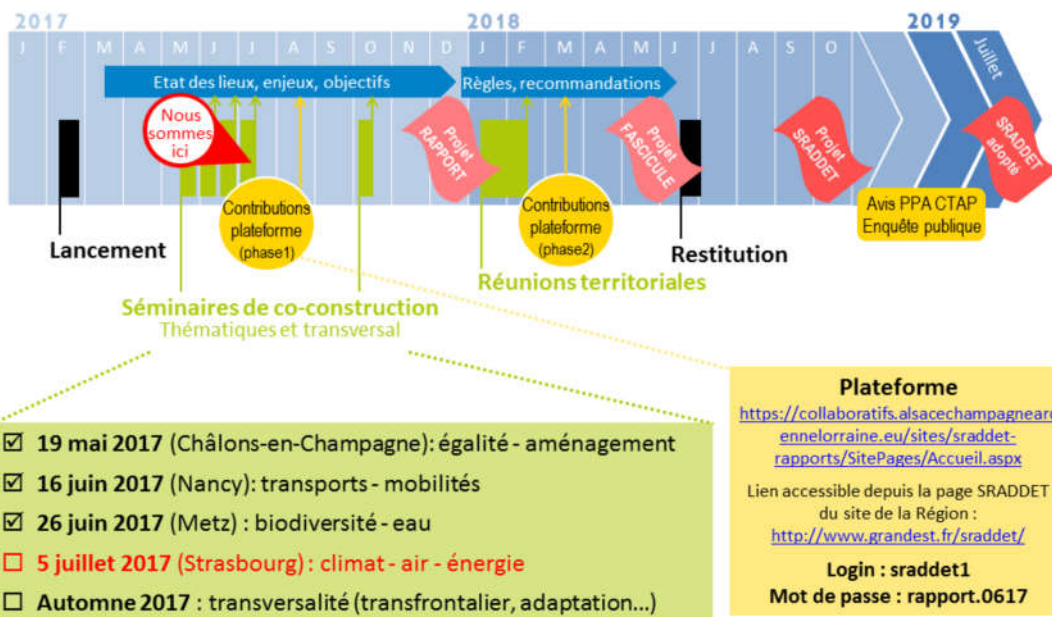 2017
2018
2019
J F M A M J J A S O N D J F M A M J J A S O
Juillet
Etat des lieux, enjeux, objectifs
Règles, recommandations
Nous
sommes
ici
Projet
RAPPORT
Projet
FASCICULE
Projet
SRADDET
SRADDET
adopté
Contributions
plateforme
(phase1)
Contributions
plateforme
(phase2)
Avis PPA CTAP
Enquête publique
Lancement
Restitution
Réunions territoriales
Séminaires de co-construction
Thématiques et transversal
☑ 19 mai 2017 (Châlons-en-Champagne): égalité - aménagement
☑ 16 juin 2017 (Nancy): transports - mobilités
☑ 26 juin 2017 (Metz) : biodiversité - eau
☐ 5 juillet 2017 (Strasbourg) : climat - air - énergie
☐ Automne 2017 : transversalité (transfrontalier, adaptation...)
Plateforme
https://collaboratifs.alsacechampagneard
ennelorraine.eu/sites/sraddet-
rapports/SitePages/Accueil.aspx
Lien accessible depuis la page SRADDET
du site de la Région :
http://www.grandest.fr/sraddet/
Login : sraddet1
Mot de passe : rapport.0617